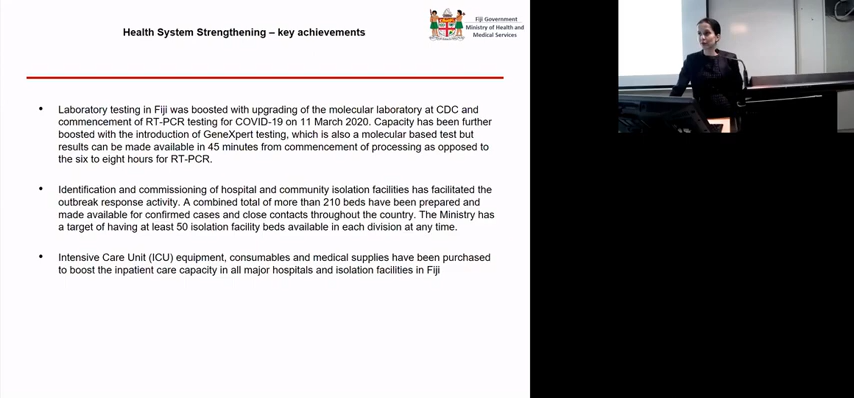 Health System Strengthening – key achievements
Fiji Government
Ministry of Health and
Medical Services
• Laboratory testing in Fiji was boosted with upgrading of the molecular laboratory at CDC and
commencement of RT-PCR testing for COVID-19 on 11 March 2020. Capacity has been further
boosted with the introduction of GeneXpert testing, which is also a molecular based test but
results can be made available in 45 minutes from commencement of processing as opposed to
the six to eight hours for RT-PCR.
• Identification and commissioning of hospital and community isolation facilities has facilitated the
outbreak response activity. A combined total of more than 210 beds have been prepared and
made available for confirmed cases and close contacts throughout the country. The Ministry has
a target of having at least 50 isolation facility beds available in each division at any time.
• Intensive Care Unit (ICU) equipment, consumables and medical supplies have been purchased
to boost the inpatient care capacity in all major hospitals and isolation facilities in Fiji